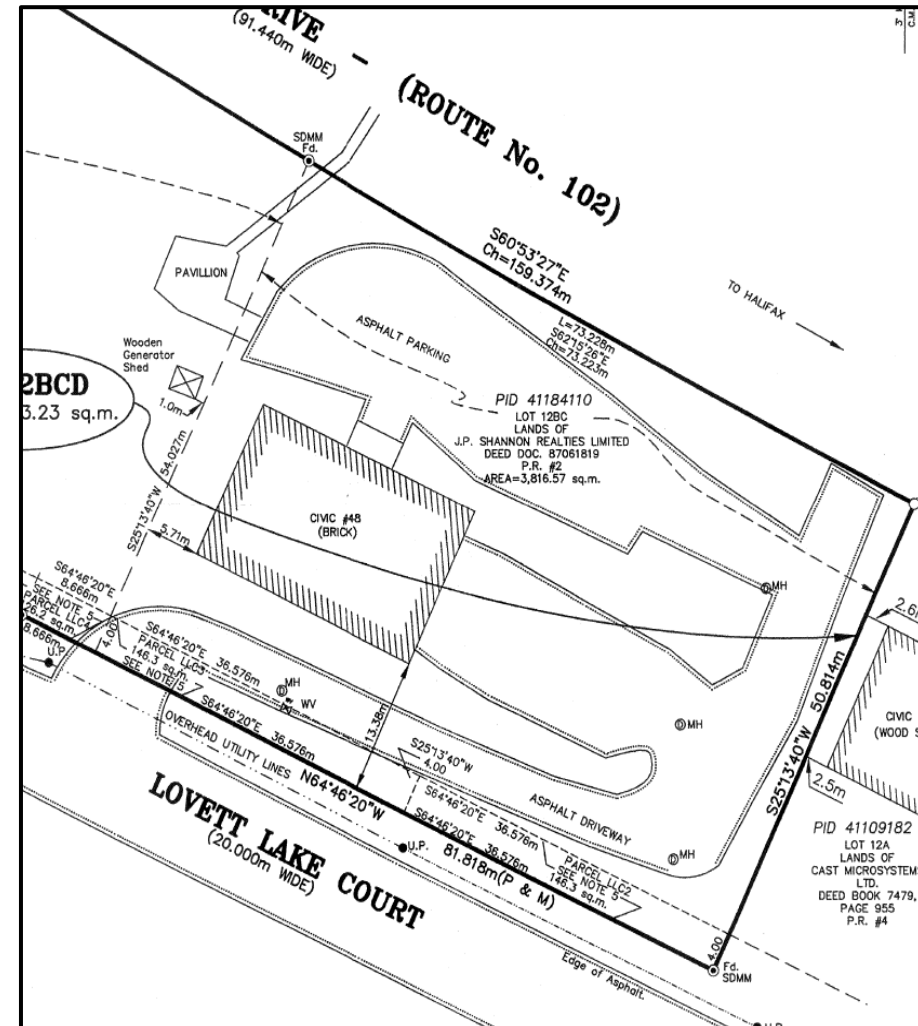 RIVE -
(91.440m WIDE)
(ROUTE No. 102)
SDMM
Fd.
S60°53'27"E
Ch=159.374m
L=73.228m
S62°15'26"E
Ch=73.223m
TO HALIFAX
PAVILLION
ASPHALT PARKING
Wooden
Generator
Shed
1.0m
2BCD
3.23 sq.m.
PID 41184110
LOT 12BC
LANDS OF
J.P. SHANNON REALTIES LIMITED
DEED DOC. 87061819
P.R. #2
AREA=3,816.57 sq.m.
S25°13'40"W 54.027m
5.71m
CIVIC #48
(BRICK)
MH
S64°46'20"E
8.666m
SEE NOTE 5
PARCEL LLC4
26.2 sq.m.
8.666m
U.P.
4.00
S64°46'20"E 36.576m
PARCEL LLC3
146.3 sq.m.
SEE NOTE 5
S64°46'20"E 36.576m
MH
WV
OVERHEAD UTILITY LINES
N64°46'20"W
81.818m(P & M)
13.38m
S25°13'40"W
4.00
S64°46'20"E 36.576m
S64°46'20"E 36.576m
ASPHALT DRIVEWAY
PARCEL LLC2
SEE NOTE 5
146.3 sq.m.
MH
MH
U.P.
LOVETT LAKE COURT
(20.000m WIDE)
Edge of Asphalt
4.00
Fd.
SDMM
S25°13'40"W 50.814m
2.6
CIVIC
(WOOD S
2.5m
PID 41109182
LOT 12A
LANDS OF
CAST MICROSYSTEMS
LTD.
DEED BOOK 7479,
PAGE 955
P.R. #4